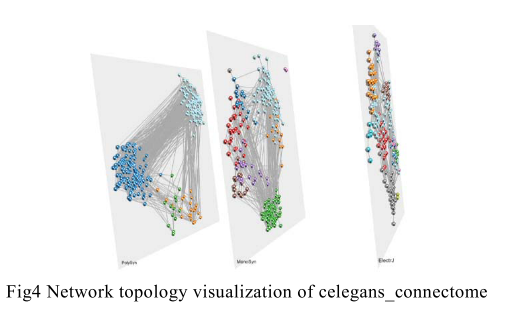 PolySyn
MonoSyn
ElectrJ
Fig4 Network topology visualization of celegans_connectome